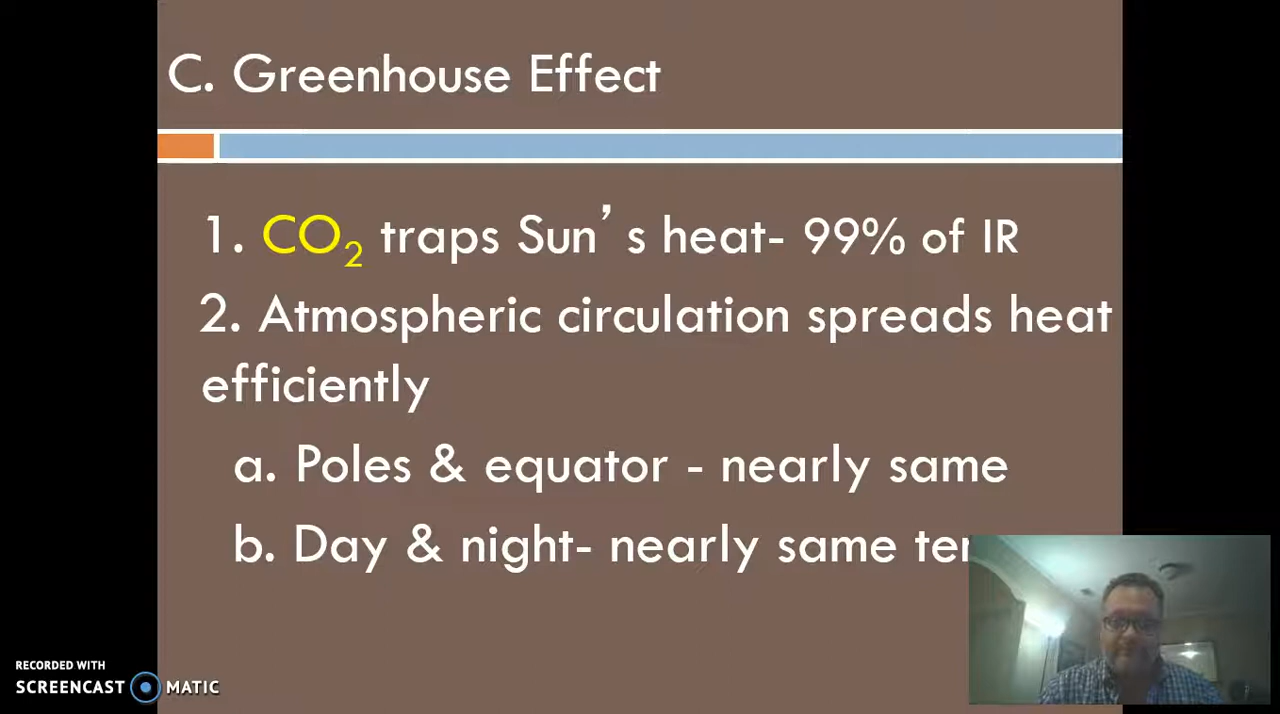 C. Greenhouse Effect
1. CO₂ traps Sun’ s heat- 99% of IR
2. Atmospheric circulation spreads heat
efficiently
a. Poles & equator - nearly same
b. Day & night- nearly same
RECORDED WITH
SCREENCAST MATIC